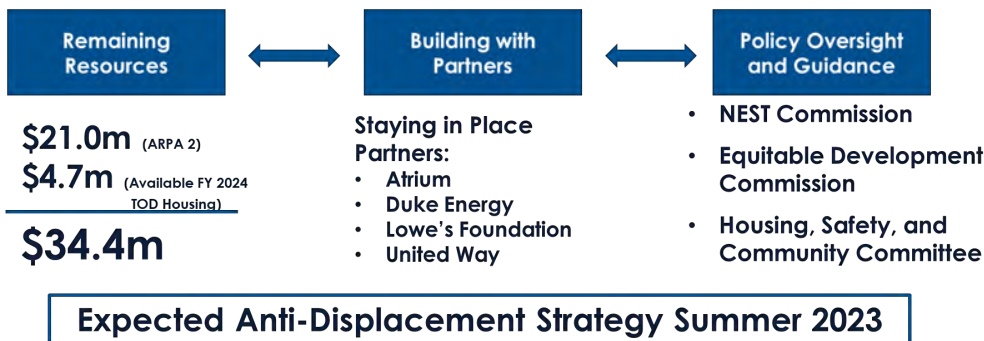 Remaining
Resources
$21.0m (ARPA 2)
$4.7m (Available FY 2024
TOD Housing)
$34.4m
Building with
Partners
Staying in Place
Partners:
• Atrium
• Duke Energy
• Lowe's Foundation
• United Way
Policy Oversight
and Guidance
• NEST Commission
• Equitable Development
Commission
• Housing, Safety, and
Community Committee
Expected Anti-Displacement Strategy Summer 2023